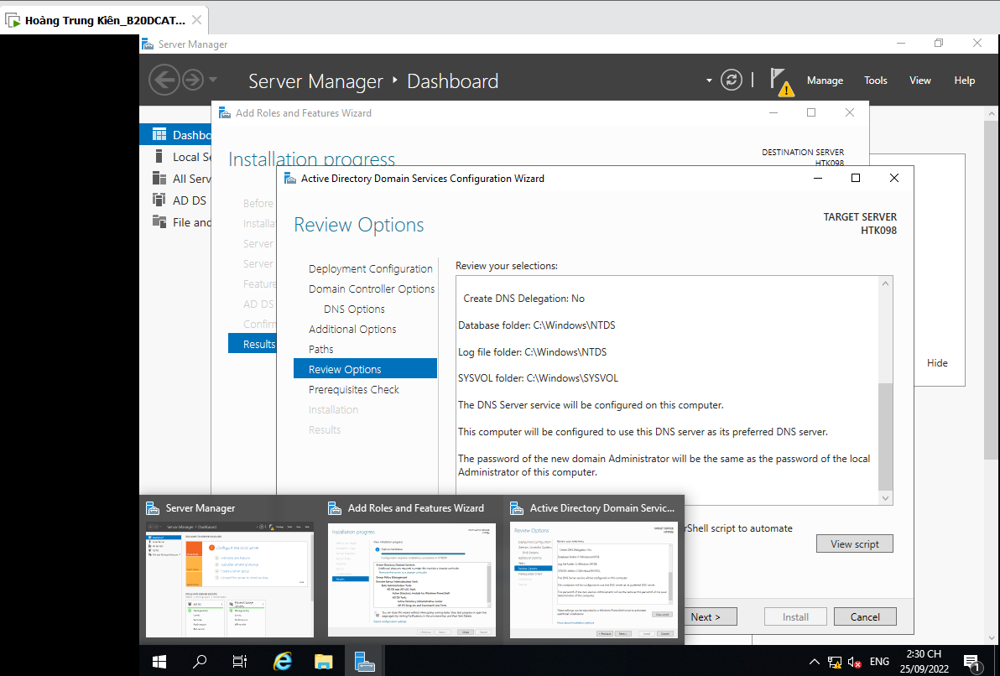 Hoàng Trung Kiên_B20DCAT...
Server Manager
Server Manager
Dashboard
Manage
Tools
View
Help
Add Roles and Features Wizard
Installation progress
DESTINATION SERVER
HTK098
Local Se
All Serv
AD DS
File and
Before
Installa
Server
Server
Feature
AD DS
Confirm
Results
Hide
Active Directory Domain Services Configuration Wizard
Review Options
TARGET SERVER
HTK098
Deployment Configuration
Domain Controller Options
DNS Options
Additional Options
Paths
Review Options
Prerequisites Check
Installation
Results
Review your selections:
Create DNS Delegation: No
Database folder: C:\Windows\NTDS
Log file folder: C:\Windows\NTDS
SYSVOL folder: C:\Windows\SYSVOL
The DNS Server service will be configured on this computer.
This computer will be configured to use this DNS server as its preferred DNS server.
The password of the new domain Administrator will be the same as the password of the local
Administrator of this computer.
rShell script to automate
View script
Next >
Install
Cancel
Server Manager
Add Roles and Features Wizard
Active Directory Domain Servic...
Installation progress
Review Options
ENG
2:30 CH
25/09/2022
1